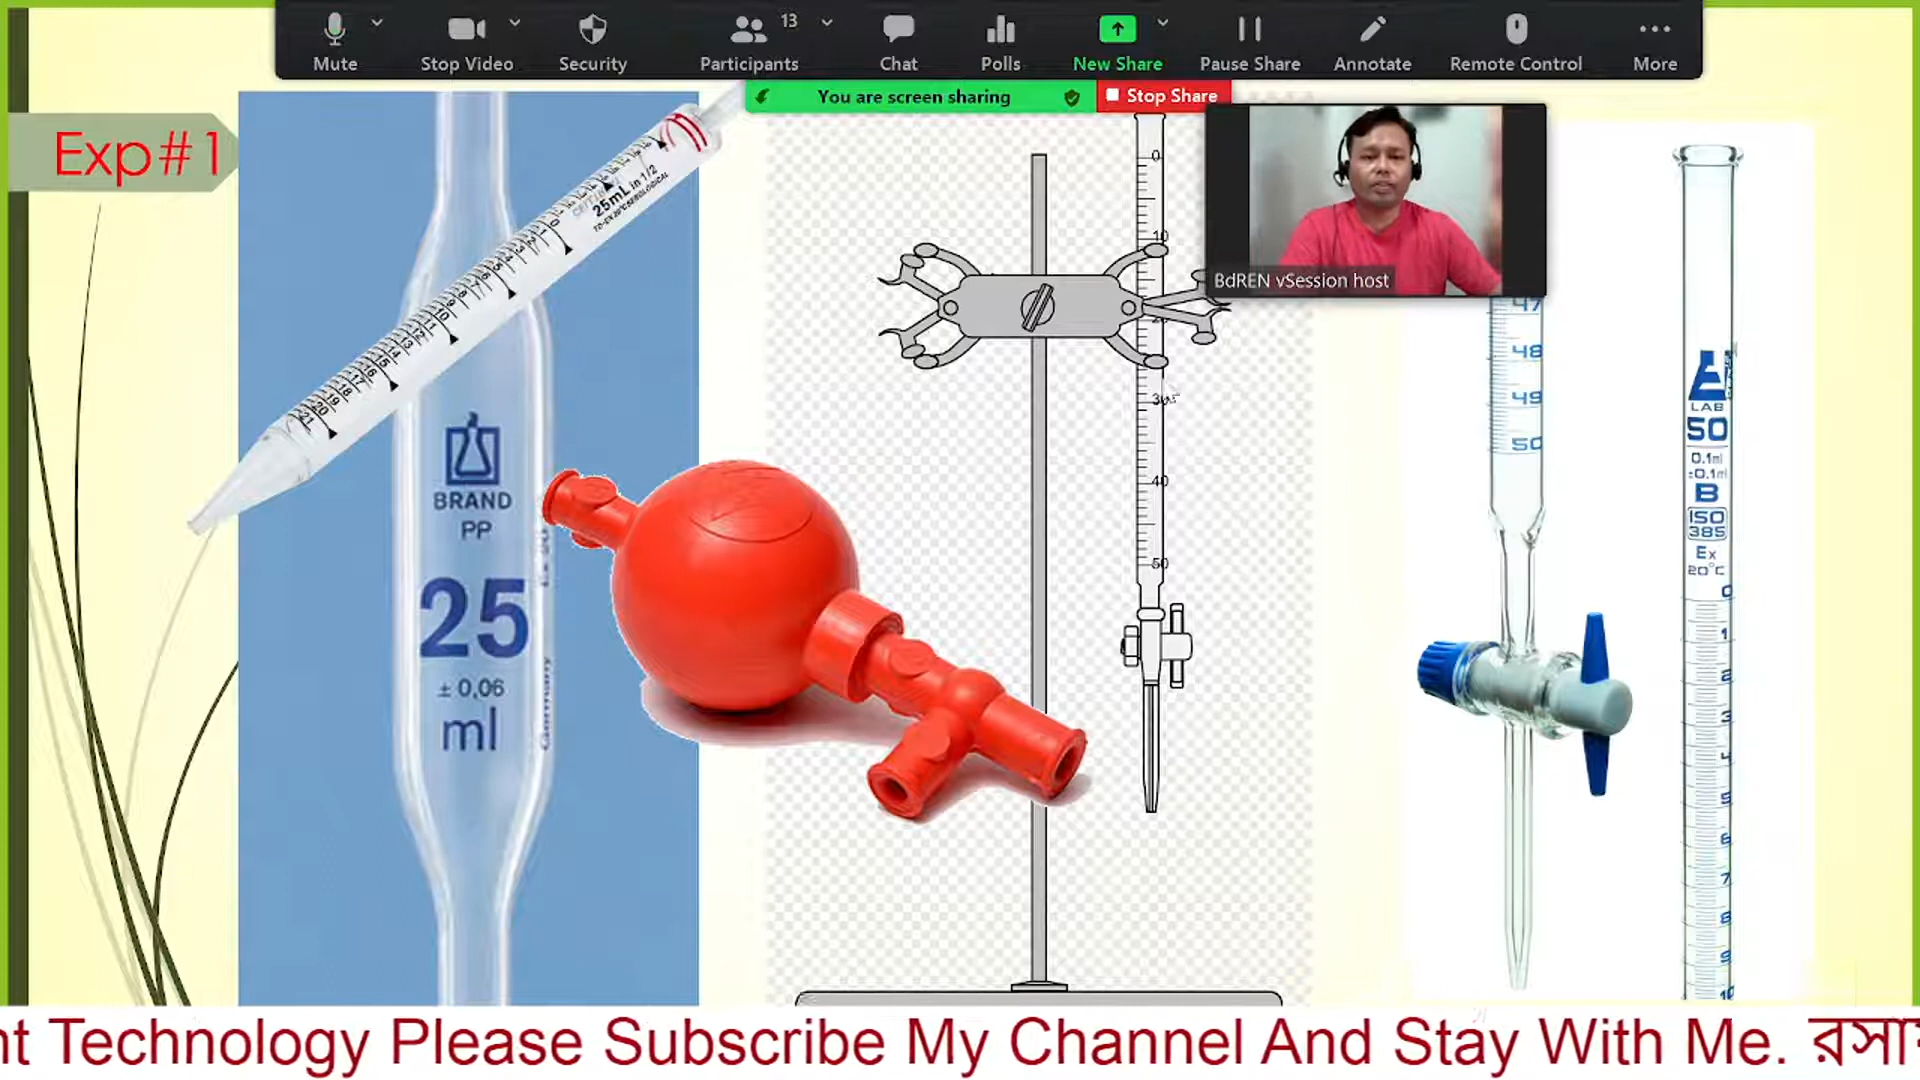 Mute
Stop Video
Security
Participants
13
Chat
Polls
New Share
Pause Share
Annotate
Remote Control
More
You are screen sharing
Stop Share
Exp#1
BdREN vSession host
25mL in 1/2
BRAND
PP
25
± 0,06
ml
Germany
0
10
40
50
47
48
49
50
LAB
50
0.1ml
±0.1ml
B
ISO
385
Ex
20°C
0
1
2
3
4
5
6
7
8
9
10
nt Technology Please Subscribe My Channel And Stay With Me.